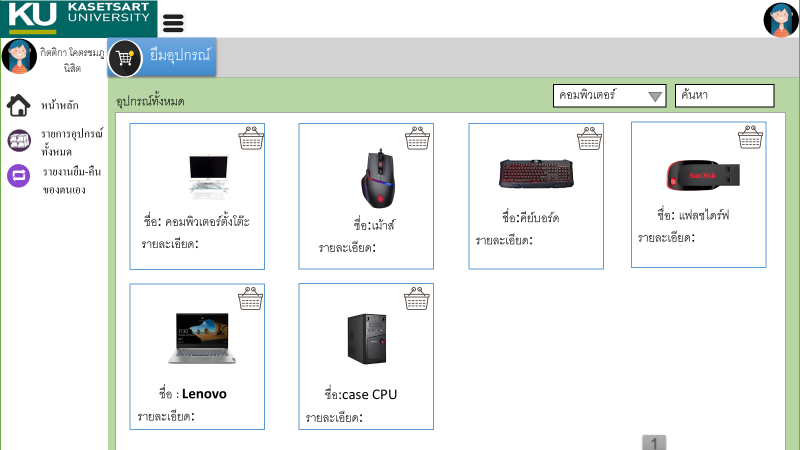 KU KASETSART
UNIVERSITY
กิตติกา โคตรชมภู
นิสิต
ยืมอุปกรณ์
หน้าหลัก
รายการอุปกรณ์
ทั้งหมด
รายงานยืม-คืน
ของตนเอง
อุปกรณ์ทั้งหมด
คอมพิวเตอร์
ค้นหา
ชื่อ: คอมพิวเตอร์ตั้งโต๊ะ
รายละเอียด:
ชื่อ:เม้าส์
รายละเอียด:
ชื่อ:คีย์บอร์ด
รายละเอียด:
SanDisk
ชื่อ: แฟลชไดร์ฟ
รายละเอียด:
11:30
ชื่อ : Lenovo
รายละเอียด:
ชื่อ:case CPU
รายละเอียด:
1